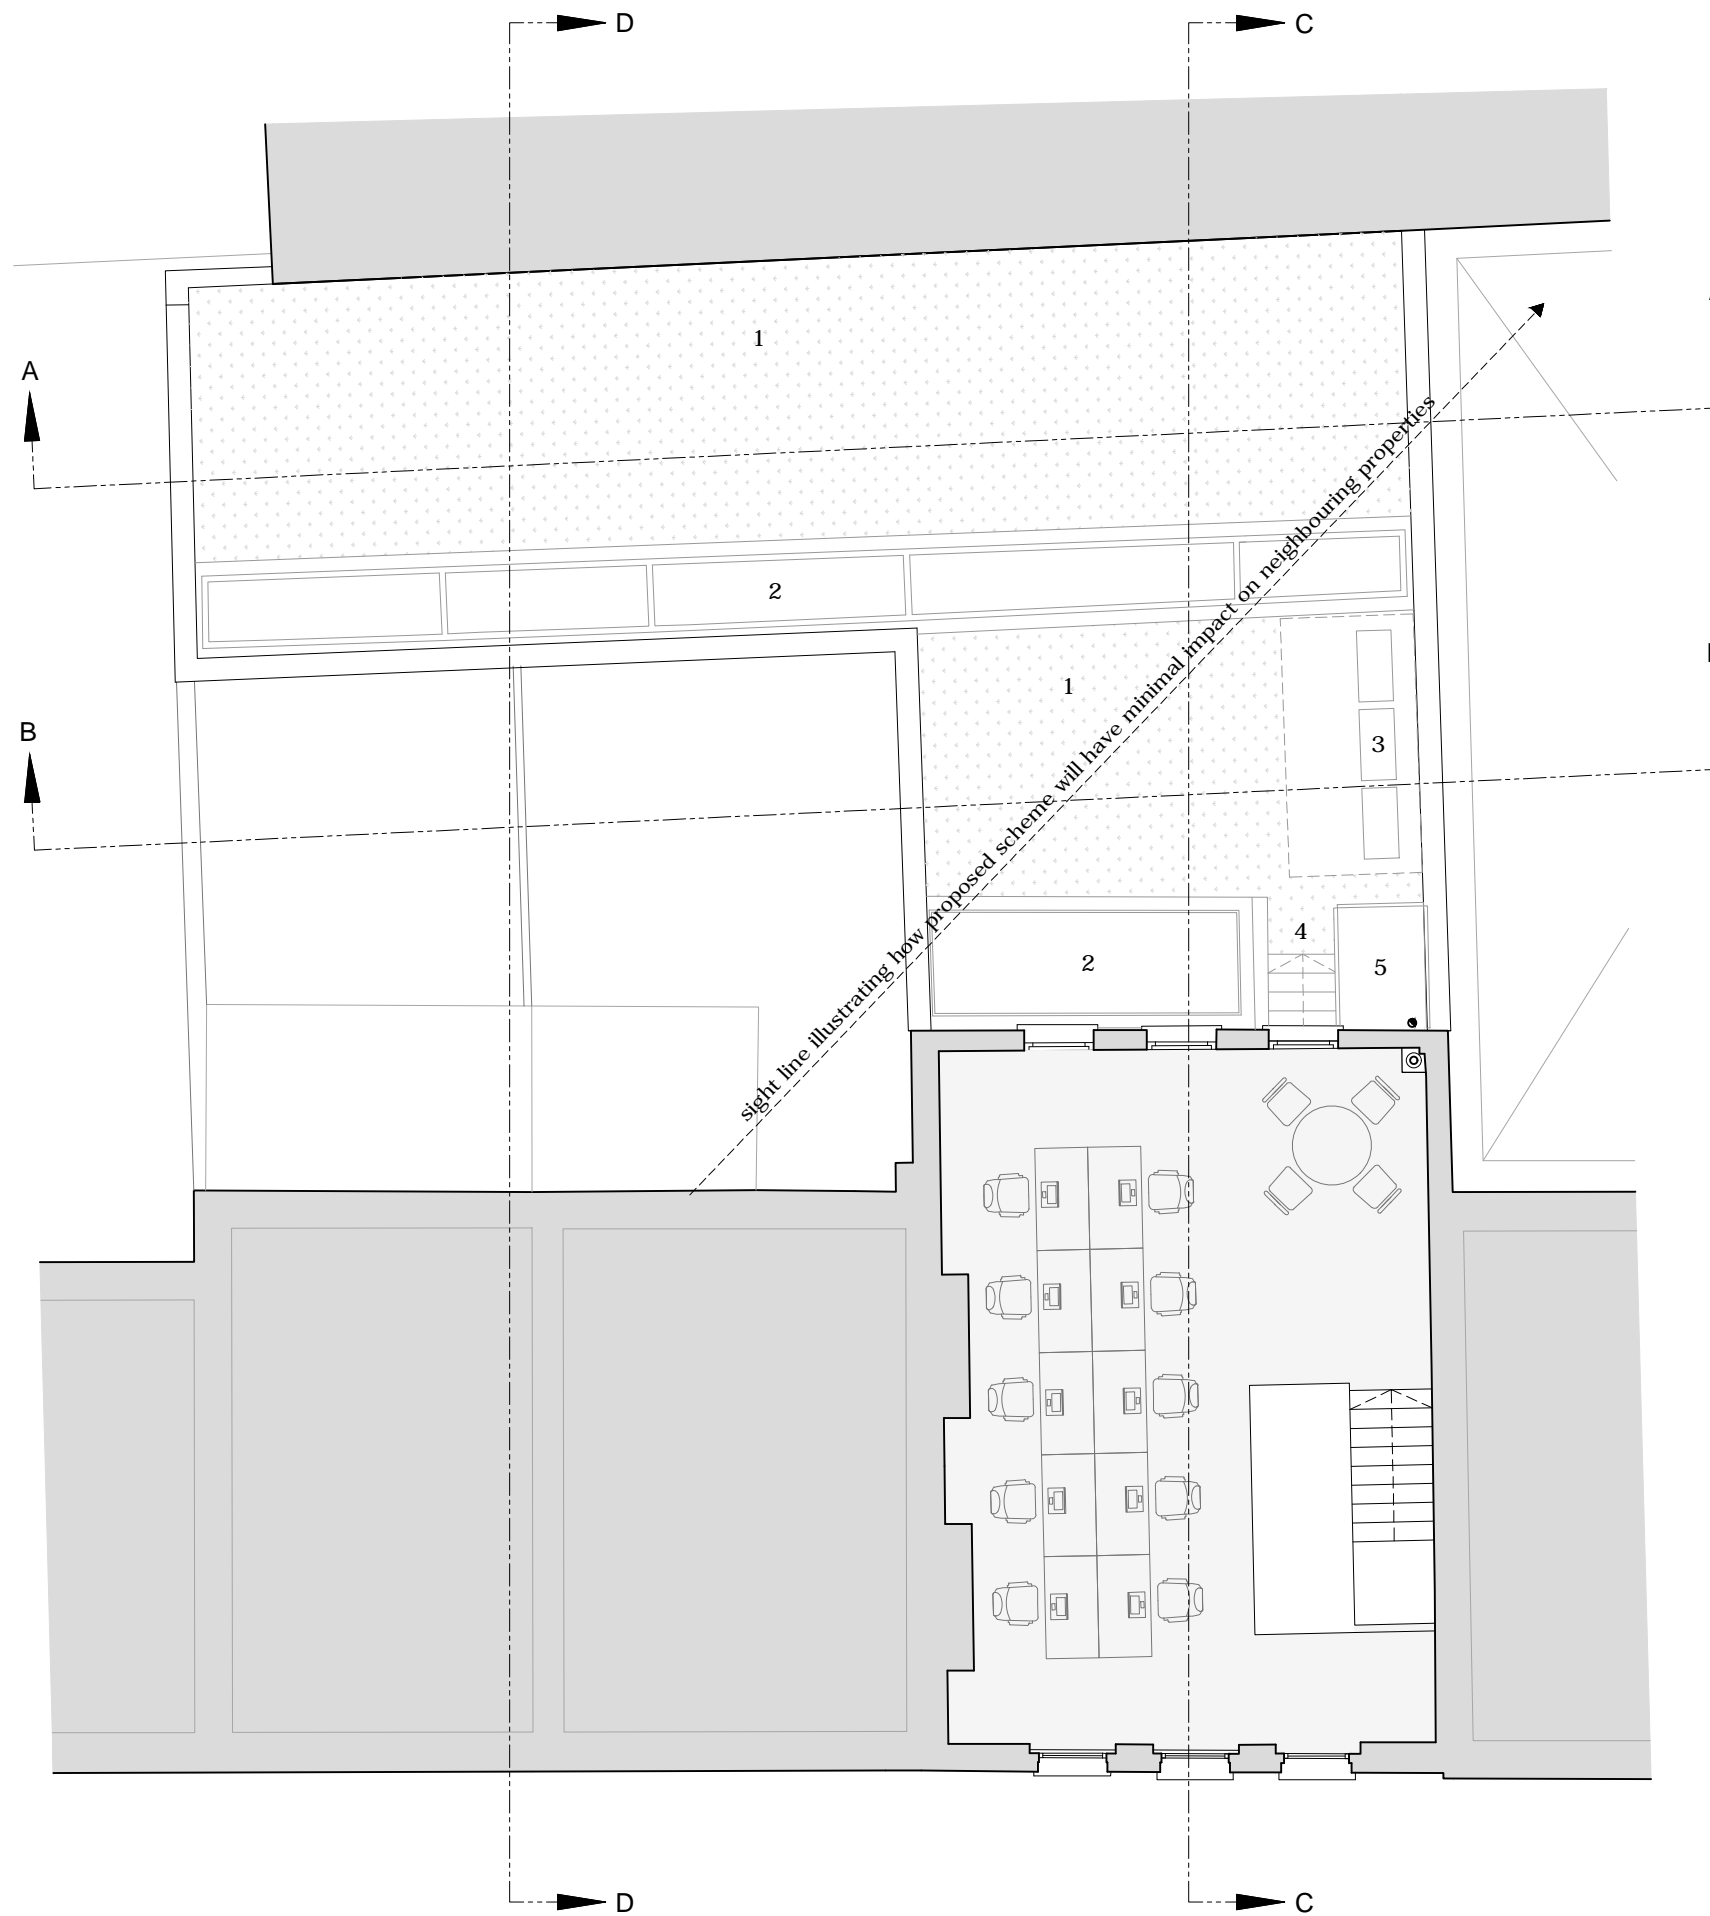 D
C
1
A
2
1
B
3
4
2
5
sight line illustrating how proposed scheme will have minimal impact on neighbouring properties
D
C